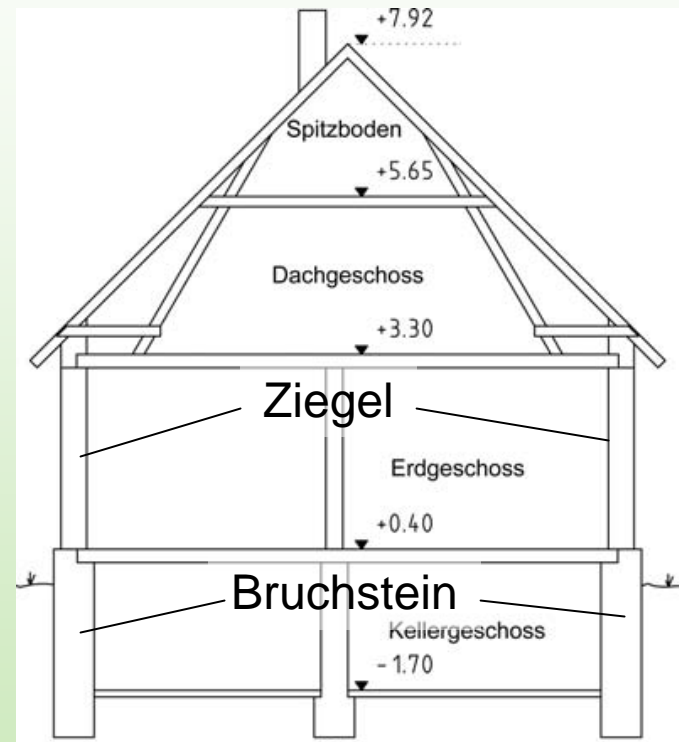 +7.92
Spitzboden
+5.65
Dachgeschoss
+3.30
Ziegel
Erdgeschoss
+0.40
Bruchstein
Kellergeschoss
-1.70